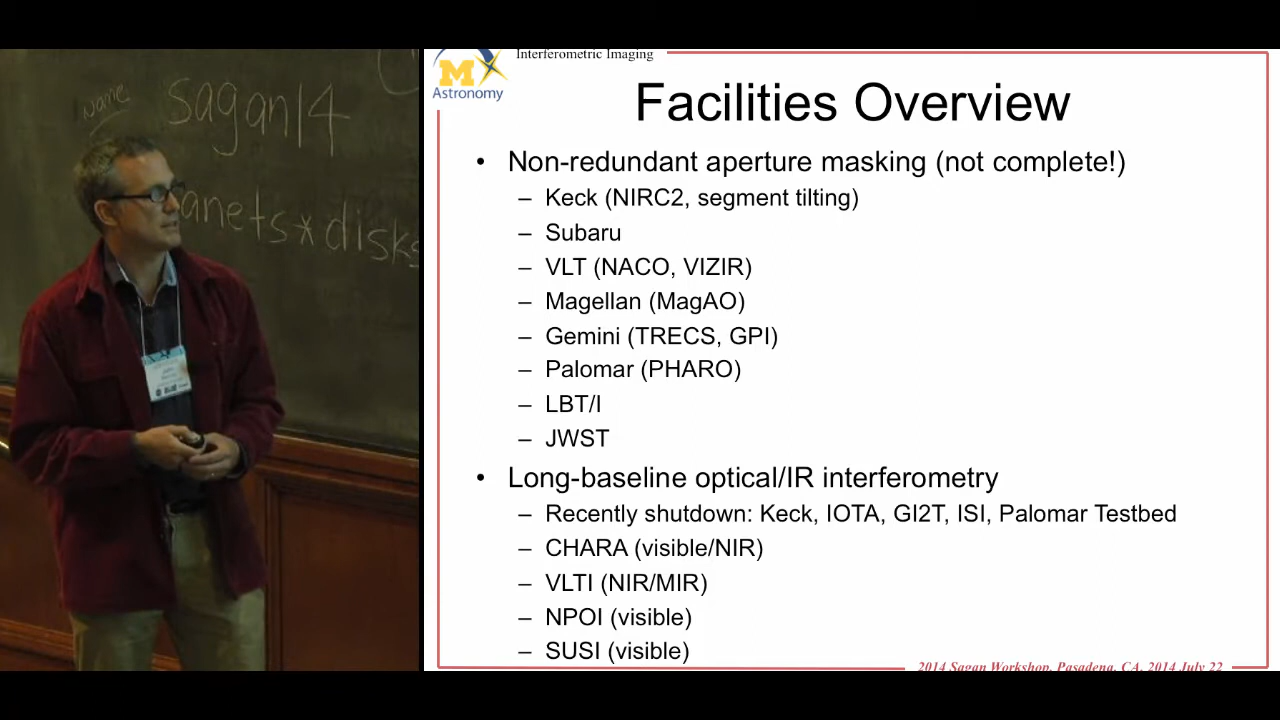 name
sagan14
anets*disks
Interferometric Imaging
M
Astronomy
Facilities Overview
• Non-redundant aperture masking (not complete!)
– Keck (NIRC2, segment tilting)
– Subaru
– VLT (NACO, VIZIR)
– Magellan (MagAO)
– Gemini (TRECS, GPI)
– Palomar (PHARO)
– LBT/I
– JWST
• Long-baseline optical/IR interferometry
– Recently shutdown: Keck, IOTA, GI2T, ISI, Palomar Testbed
– CHARA (visible/NIR)
– VLTI (NIR/MIR)
– NPOI (visible)
– SUSI (visible)
2014 Sagan Workshop, Pasadena, CA, 2014 July 22